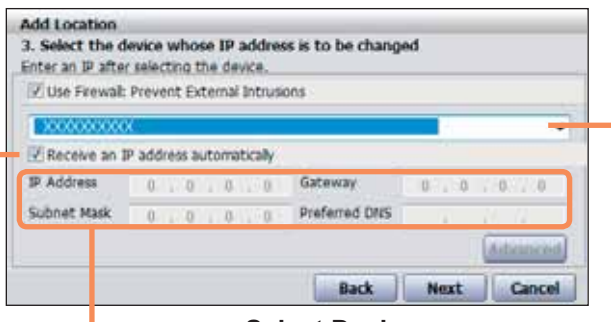 Add Location
3. Select the device whose IP address is to be changed
Enter an IP after selecting the device.
Use Firewall: Prevent External Intrusions
XXXXXXXXXX
Receive an IP address automatically
IP Address 0 . 0 . 0 . 0 Gateway 0 . 0 . 0 . 0
Subnet Mask 0 . 0 . 0 . 0 Preferred DNS . . .
Advanced
Back Next Cancel